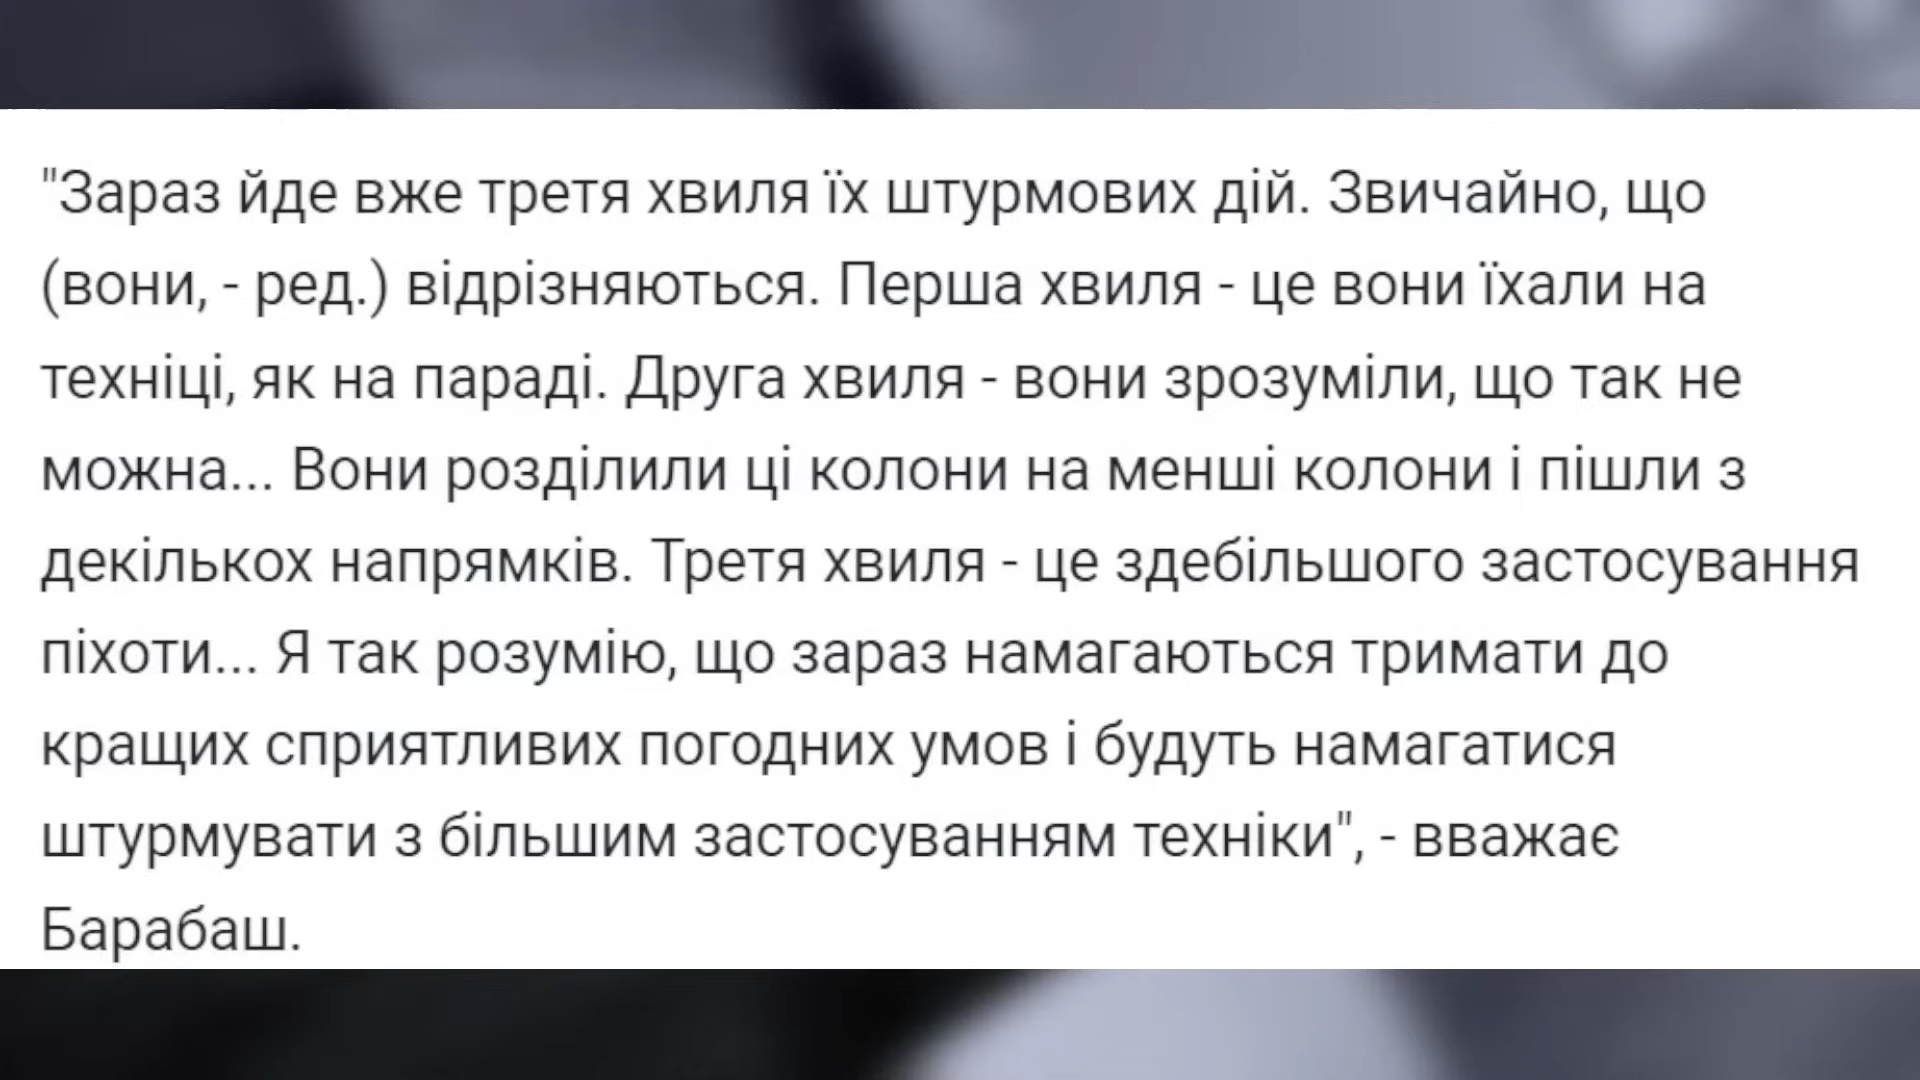 "Зараз йде вже третя хвиля їх штурмових дій. Звичайно, що
(вони, - ред.) відрізняються. Перша хвиля - це вони їхали на
техніці, як на параді. Друга хвиля - вони зрозуміли, що так не
можна... Вони розділили ці колони на менші колони і пішли з
декількох напрямків. Третя хвиля - це здебільшого застосування
піхоти... Я так розумію, що зараз намагаються тримати до
кращих сприятливих погодних умов і будуть намагатися
штурмувати з більшим застосуванням техніки", - вважає
Барабаш.